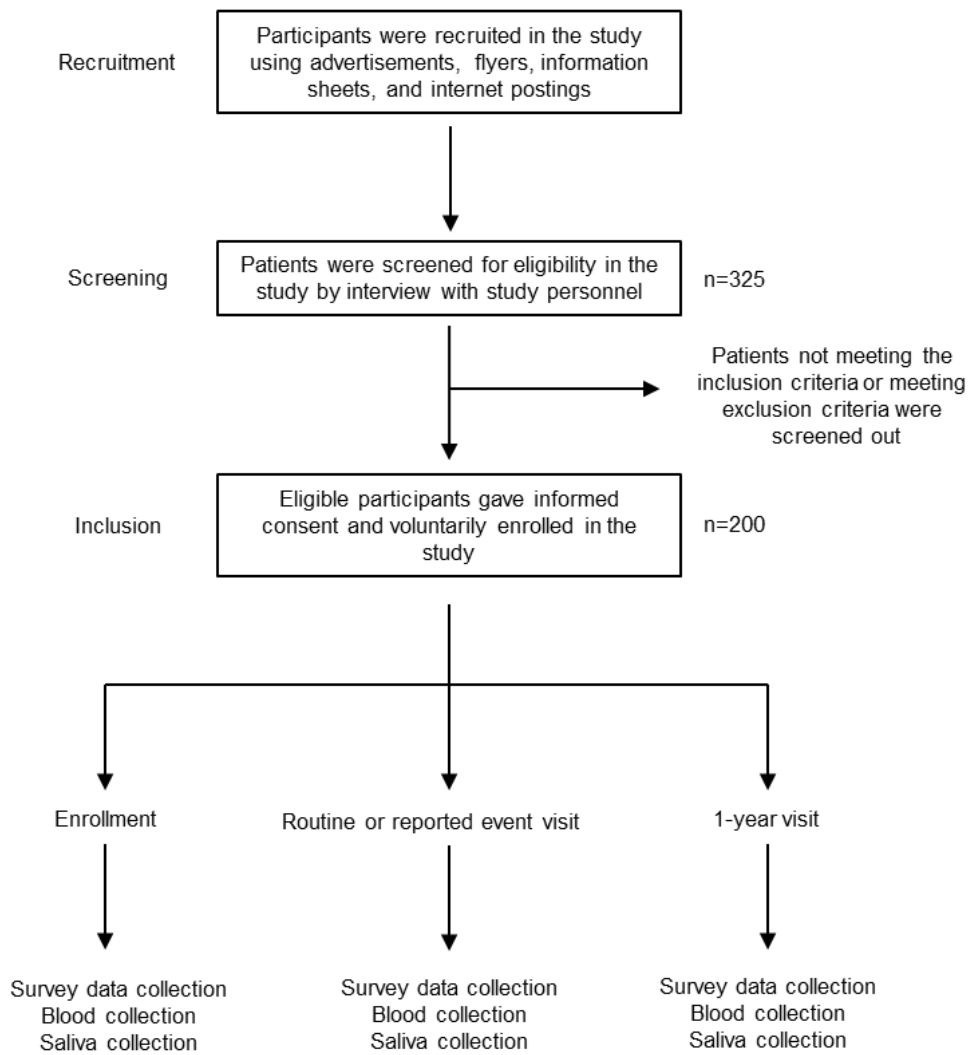 Participants were recruited in the study
Recruitment
using advertisements, flyers, information
sheets, and internet postings
Screening
Patients were screened for eligibility in the
study by interview with study personnel
n=325
Patients not meeting the
inclusion criteria or meeting
exclusion criteria were
screened out
Inclusion
Eligible participants gave informed
consent and voluntarily enrolled in the
study
n=200
Enrollment
Routine or reported event visit
1-year visit
Survey data collection
Blood collection
Saliva collection
Survey data collection
Blood collection
Saliva collection
Survey data collection
Blood collection
Saliva collection